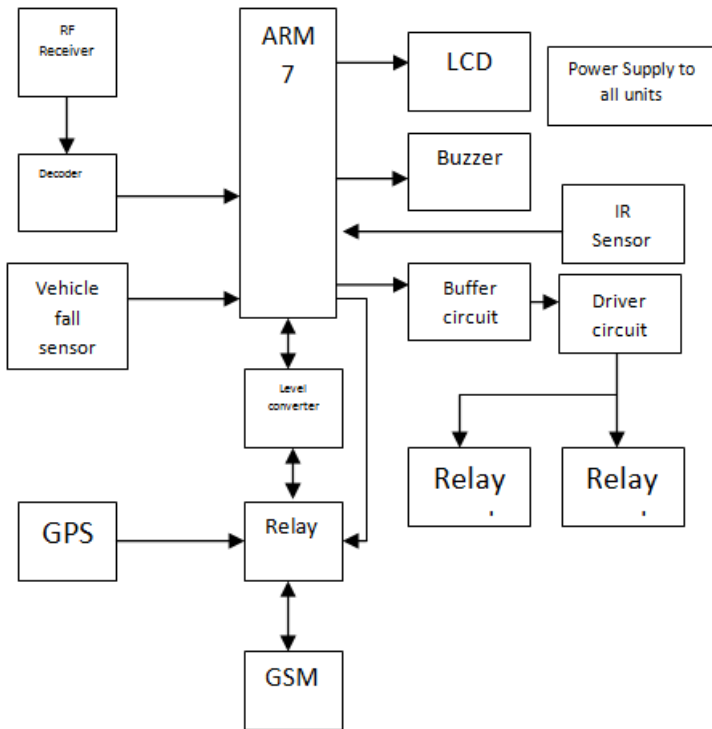 RF
Receiver
ARM
7
LCD
Power Supply to
all units
Decoder
Buzzer
IR
Sensor
Vehicle
fall
sensor
Buffer
circuit
Driver
circuit
Level
converter
Relay
Relay
GPS
Relay
GSM